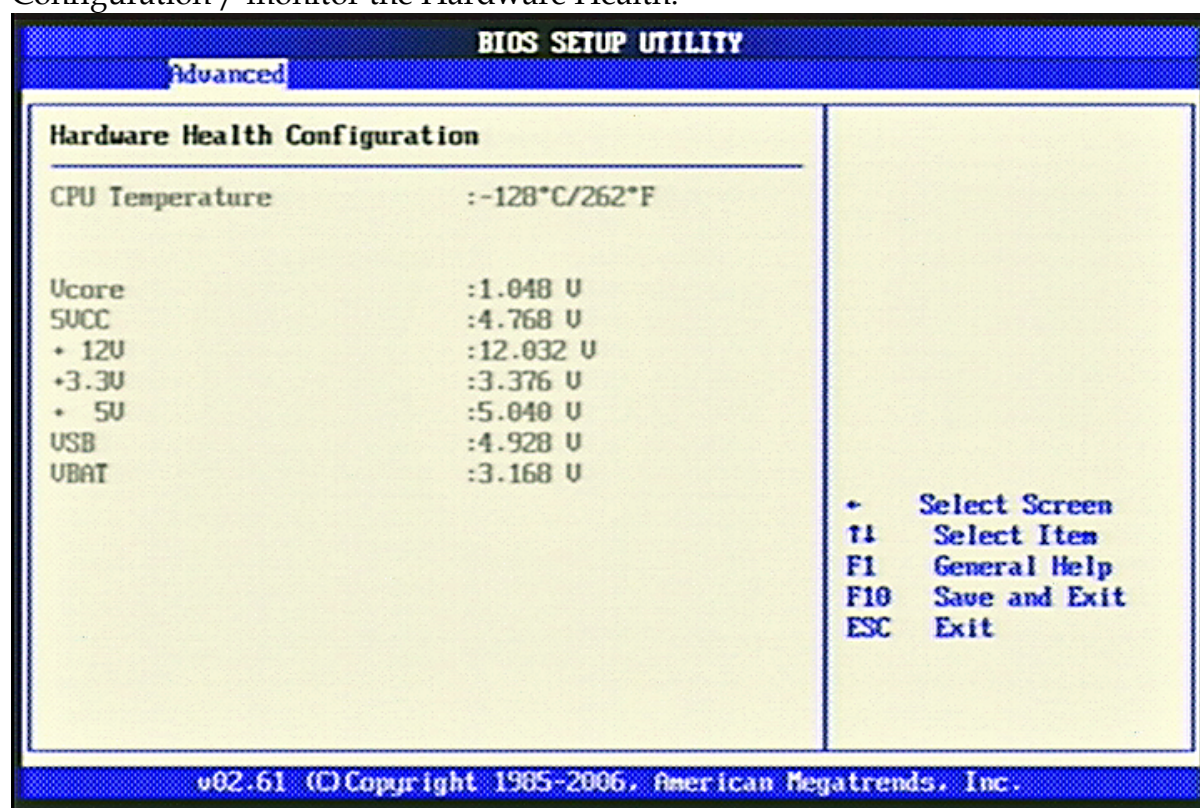 Configuration / monitor the Hardware Health.
BIOS SETUP UTILITY
Advanced
Hardware Health Configuration
CPU Temperature :-128°C/262°F
Vcore :1.048 V
5VCC :4.768 V
+ 12V :12.032 V
+3.3V :3.376 V
+ 5V :5.040 V
VSB :4.928 V
VBAT :3.168 V
← Select Screen
↑↓ Select Item
F1 General Help
F10 Save and Exit
ESC Exit
v02.61 (C)Copyright 1985-2006, American Megatrends, Inc.